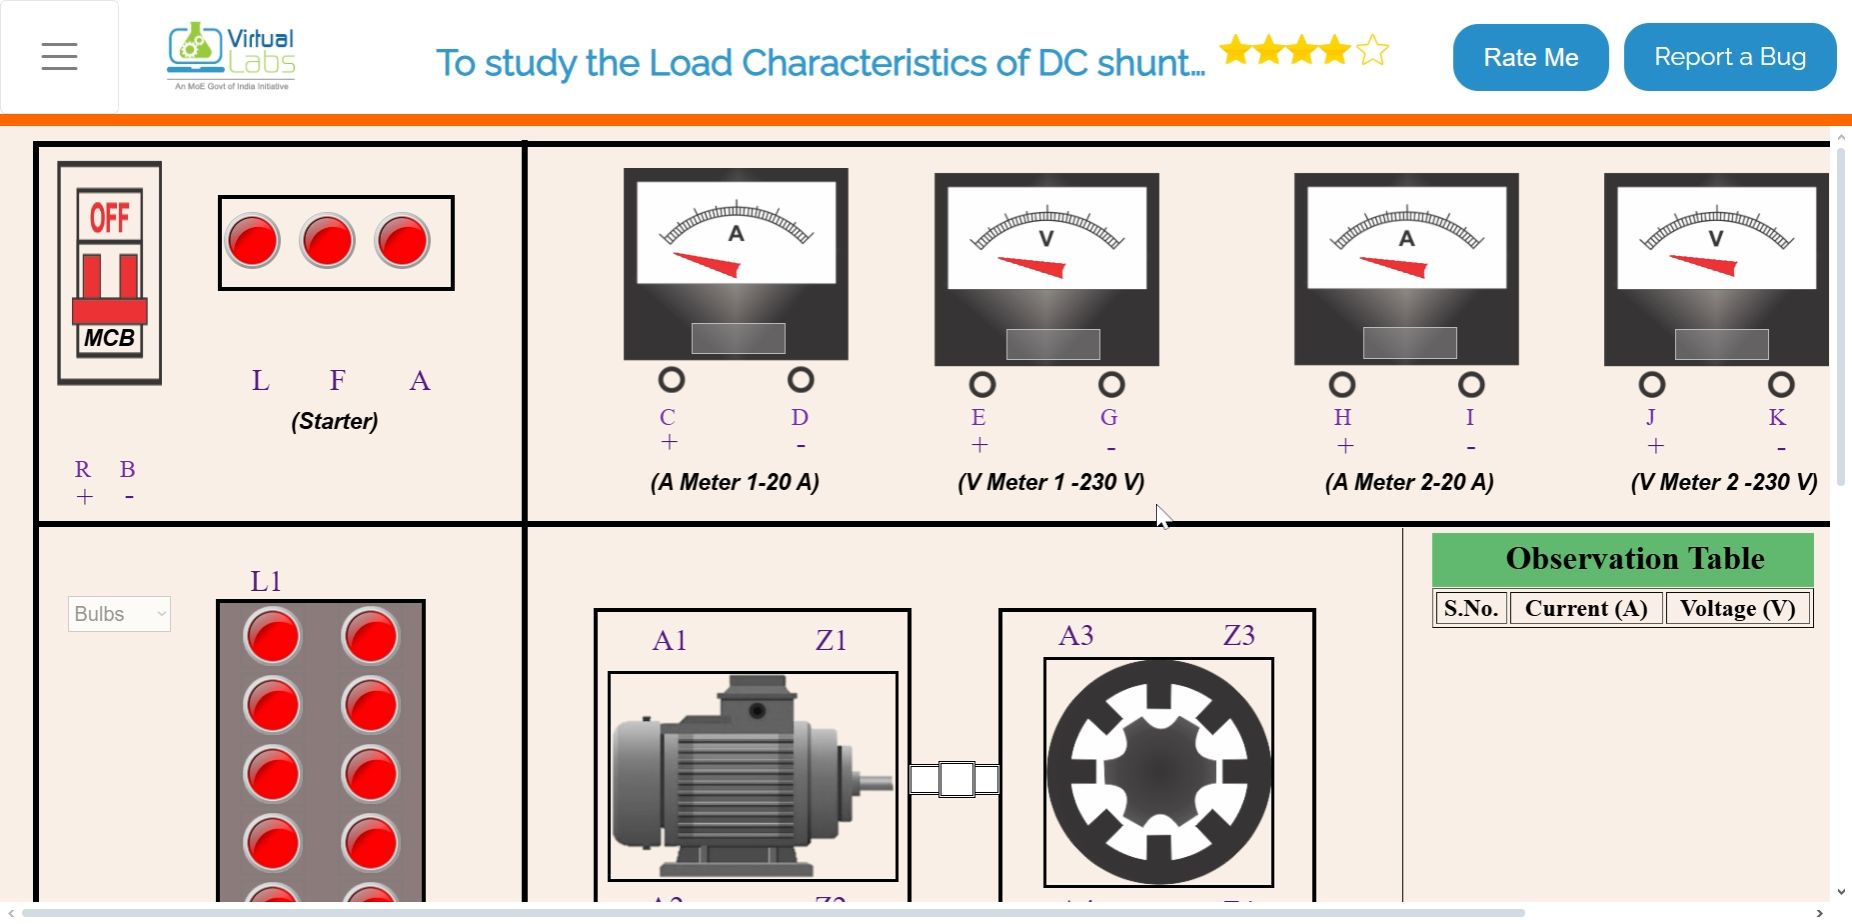 Virtual
Labs
An MoE Govt of India Initiative
To study the Load Characteristics of DC shunt...
Rate Me
Report a Bug
OFF
MCB
L F A
(Starter)
R B
+ -
A
V
A
V
C D
+ -
(A Meter 1-20 A)
E G
+ -
(V Meter 1 -230 V)
H I
+ -
(A Meter 2-20 A)
J K
+ -
(V Meter 2 -230 V)
Bulbs
L1
A1 Z1
A3 Z3
Observation Table
S.No. Current (A) Voltage (V)